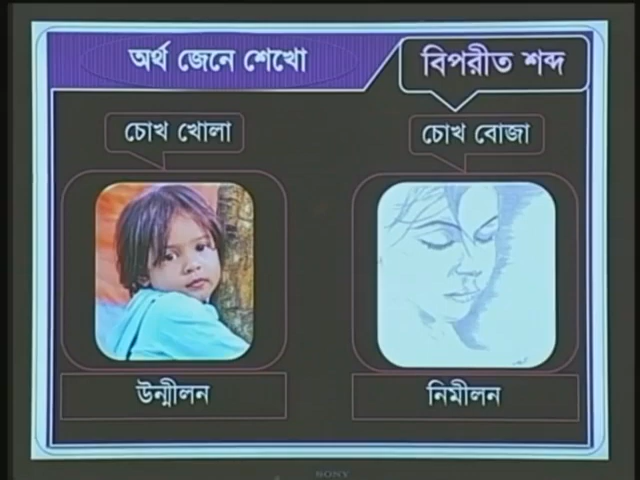 অর্থ জেনে শেখো
বিপরীত শব্দ
চোখ খোলা
চোখ বোজা
উন্মীলন
নিমীলন
SONY